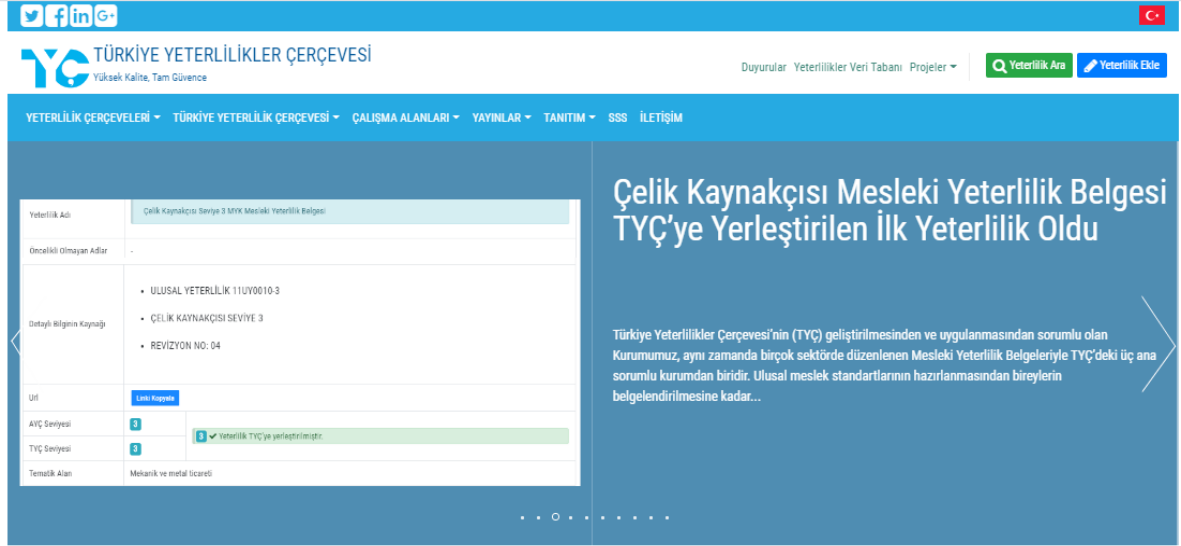 TÜRKİYE YETERLİLİKLER ÇERÇEVESİ
Yüksek Kalite, Tam Güvence
Duyurular Yeterlilikler Veri Tabanı Projeler
Yeterlilik Ara
Yeterlilik Ekle
YETERLİLİK ÇERÇEVELERİ TÜRKİYE YETERLİLİK ÇERÇEVESİ ÇALIŞMA ALANLARI YAYINLAR TANITIM SSS İLETİŞİM
Yeterlilik Adı
Çelik Kaynakçısı Seviye 3 MYK Mesleki Yeterlilik Belgesi
Öncelikli Olmayan Adlar
-
Detaylı Bilginin Kaynağı
• ULUSAL YETERLİLİK 11UY0010-3
• ÇELİK KAYNAKÇISI SEVİYE 3
• REVİZYON NO: 04
Url
Linki Kopyala
AYÇ Seviyesi
3
TYÇ Seviyesi
3
3 ✔ Yeterlilik TYÇ'ye yerleştirilmiştir.
Tematik Alan
Mekanik ve metal ticareti
Çelik Kaynakçısı Mesleki Yeterlilik Belgesi
TYÇ’ye Yerleştirilen İlk Yeterlilik Oldu
Türkiye Yeterlilikler Çerçevesi’nin (TYÇ) geliştirilmesinden ve uygulanmasından sorumlu olan
Kurumumuz, aynı zamanda birçok sektörde düzenlenen Mesleki Yeterlilik Belgeleriyle TYÇ’deki üç ana
sorumlu kurumdan biridir. Ulusal meslek standartlarının hazırlanmasından bireylerin
belgelendirilmesine kadar...